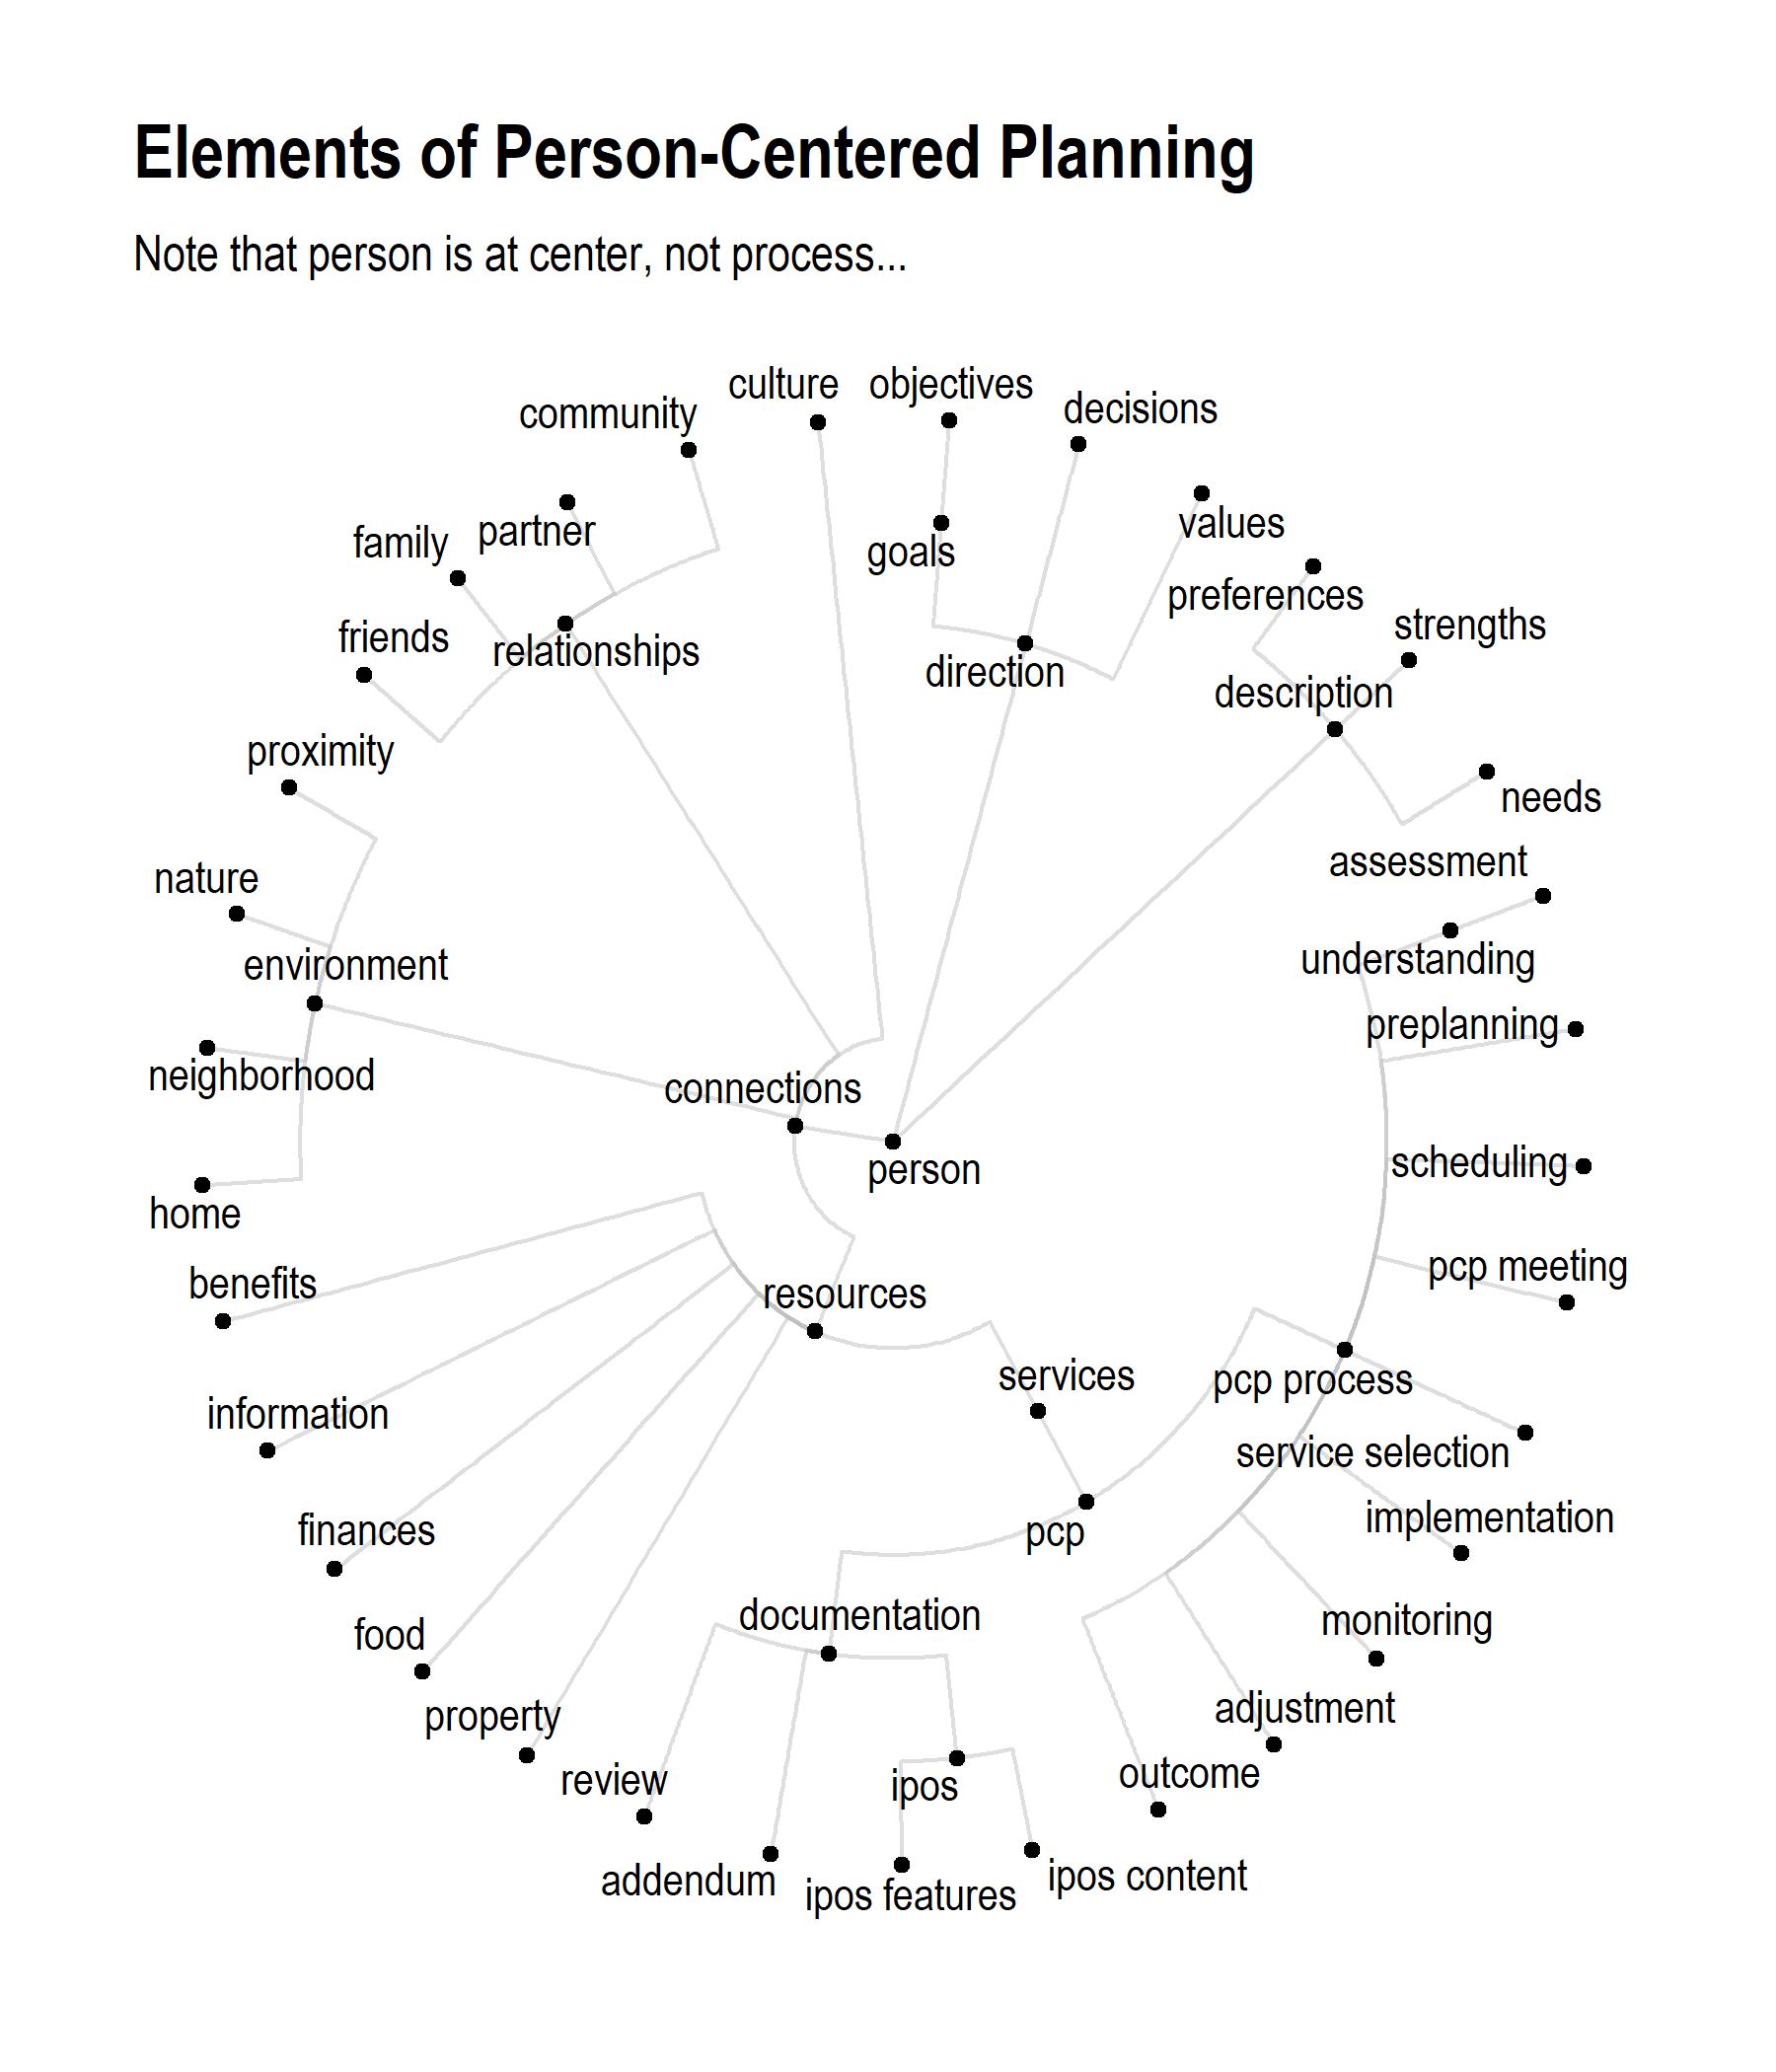 Elements of Person-Centered Planning
Note that person is at center, not process...
culture
objectives
decisions
community
values
partner
family
goals
preferences
strengths
friends
relationships
direction
description
proximity
needs
assessment
nature
environment
understanding
preplanning
neighborhood
connections
scheduling
person
home
pcp meeting
benefits
resources
services
pcp process
information
service selection
implementation
finances
pcp
documentation
monitoring
food
adjustment
property
outcome
review
ipos
addendum
ipos features
ipos content